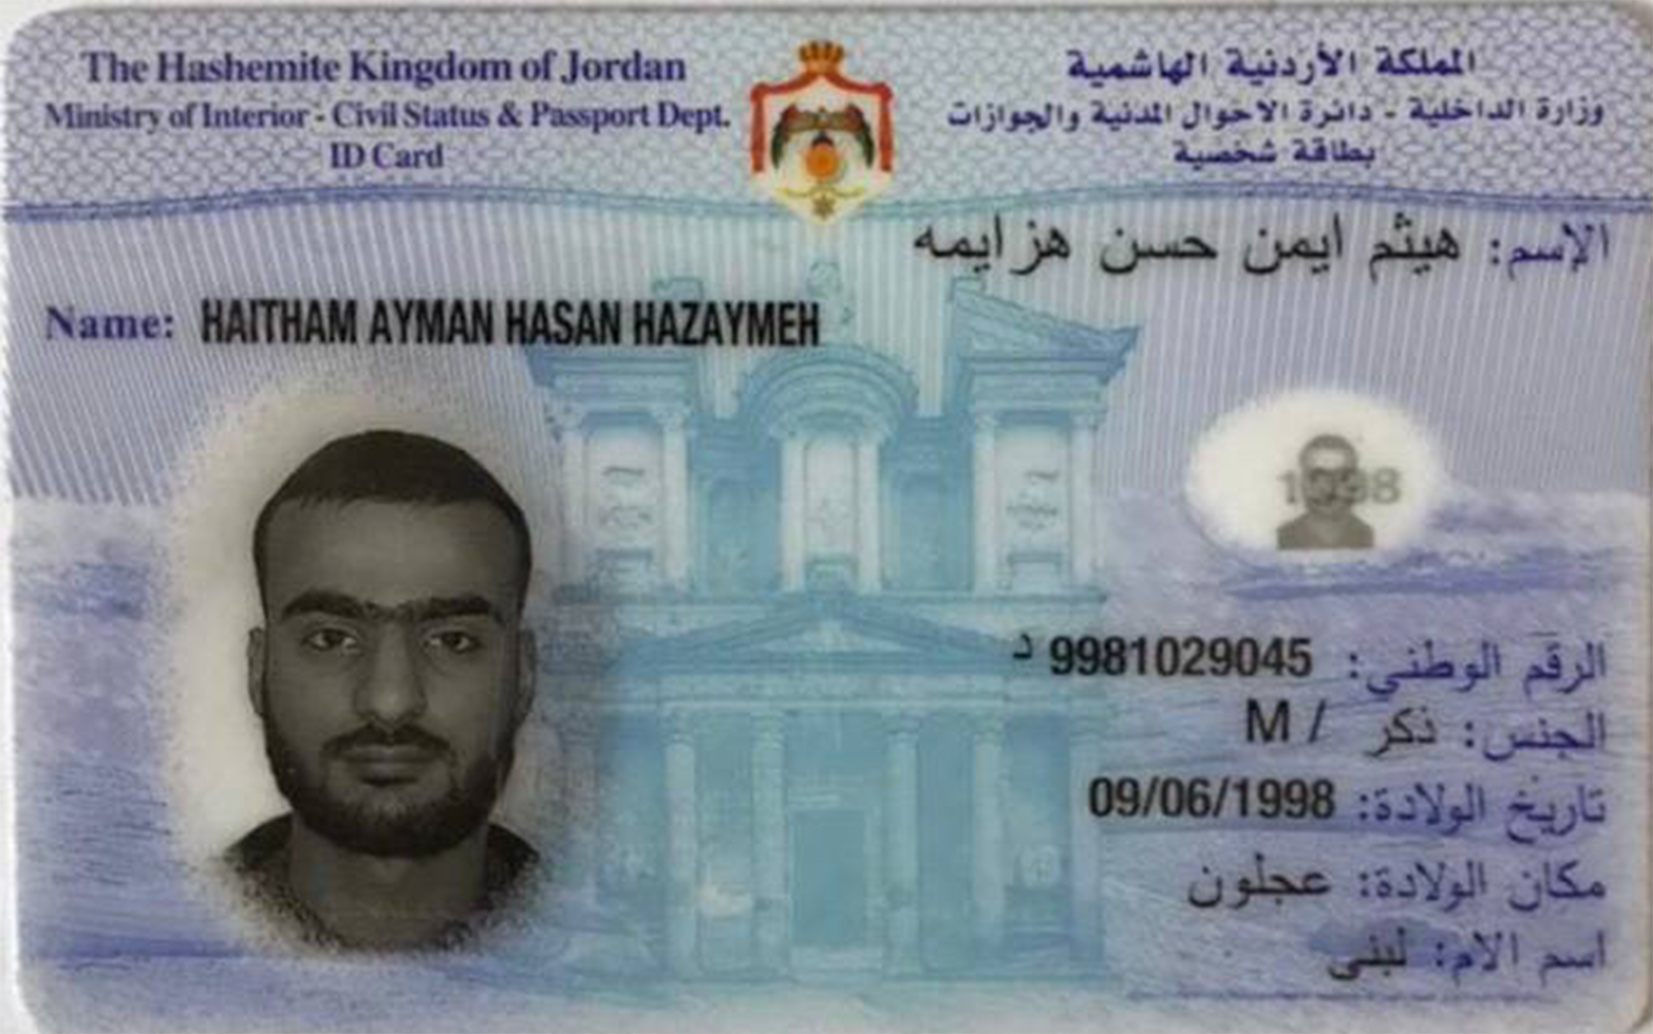 The Hashemite Kingdom of Jordan
Ministry of Interior - Civil Status & Passport Dept.
ID Card
المملكة الأردنية الهاشمية
وزارة الداخلية - دائرة الاحوال المدنية والجوازات
بطاقة شخصية
الإسم: هيثم ايمن حسن هزايمه
Name: HAITHAM AYMAN HASAN HAZAYMEH
1998
الرقم الوطني: 9981029045 د
الجنس: ذكر / M
تاريخ الولادة: 09/06/1998
مكان الولادة: عجلون
اسم الام: لبنى